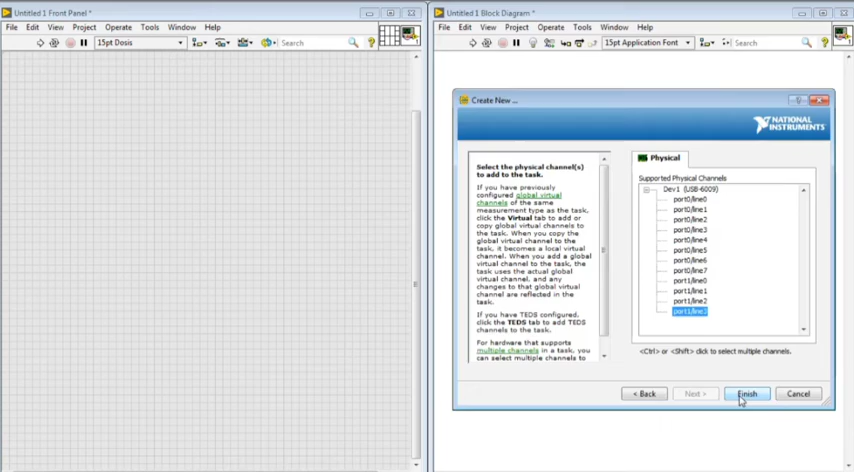 Untitled 1 Front Panel *
File Edit View Project Operate Tools Window Help
15pt Dosis
Search
Untitled 1 Block Diagram *
File Edit View Project Operate Tools Window Help
15pt Application Font
Search
Create New ...
NATIONAL
INSTRUMENTS
Select the physical channel(s)
to add to the task.
If you have previously
configured global virtual
channels of the same
measurement type as the task,
click the Virtual tab to add or
copy global virtual channels to
the task. When you copy the
global virtual channel to the
task, it becomes a local virtual
channel. When you add a global
virtual channel to the task, the
task uses the actual global
virtual channel, and any
changes to that global virtual
channel are reflected in the
task.
If you have TEDS configured,
click the TEDS tab to add TEDS
channels to the task.
For hardware that supports
multiple channels in a task, you
can select multiple channels to
Physical
Supported Physical Channels
Dev1 (USB-6009)
port0/line0
port0/line1
port0/line2
port0/line3
port0/line4
port0/line5
port0/line6
port0/line7
port1/line0
port1/line1
port1/line2
port1/line3
<Ctrl> or <Shift> click to select multiple channels.
< Back Next > Finish Cancel